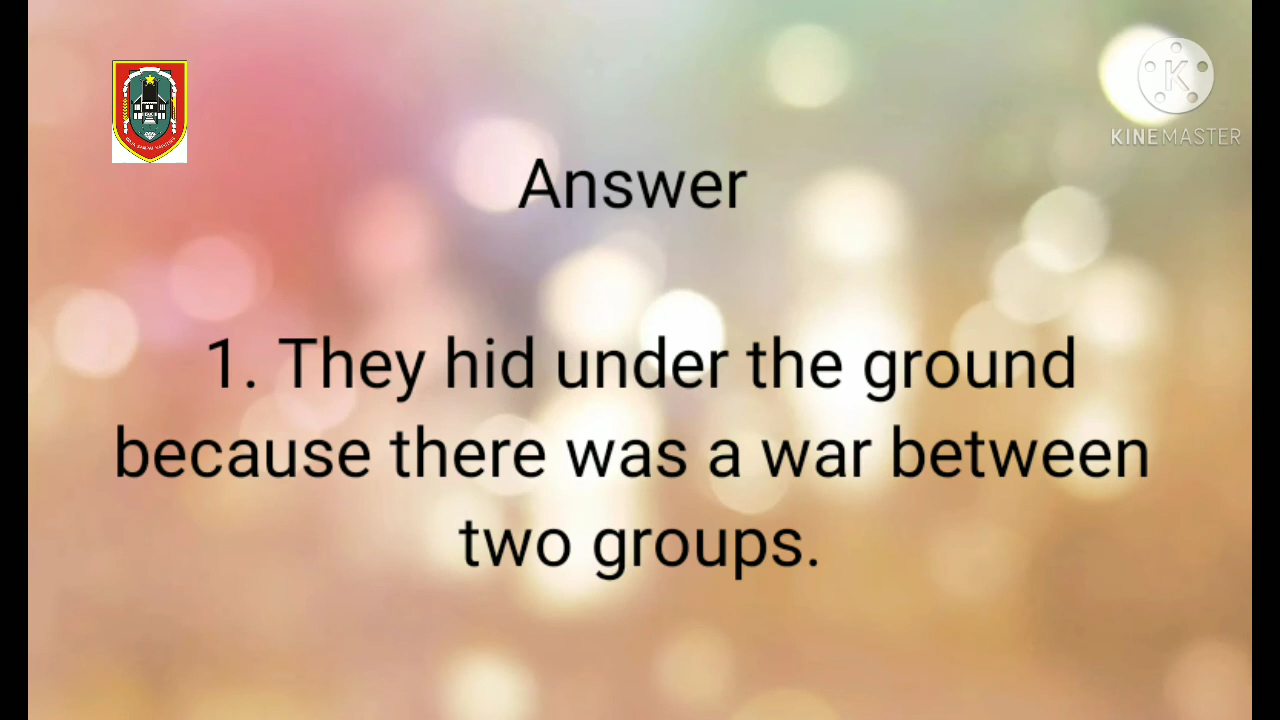 KINEMASTER
Answer
1. They hid under the ground
because there was a war between
two groups.